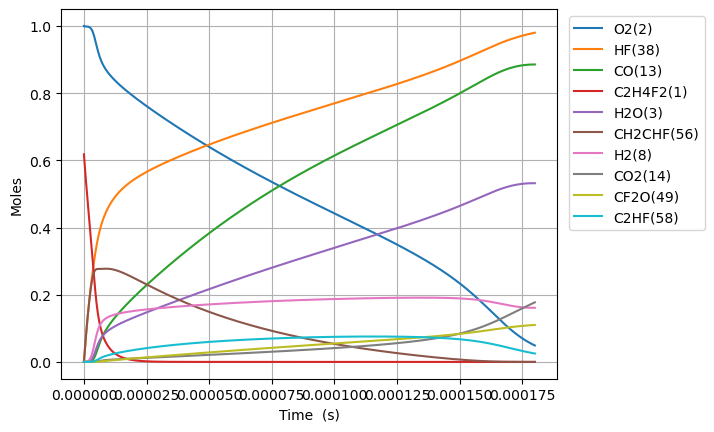 1.0
0.8
0.6
0.4
0.2
0.0
Moles
0.000000 0.000025 0.000050 0.000075 0.000100 0.000125 0.000150 0.000175
Time (s)
O2(2)
HF(38)
CO(13)
C2H4F2(1)
H2O(3)
CH2CHF(56)
H2(8)
CO2(14)
CF2O(49)
C2HF(58)